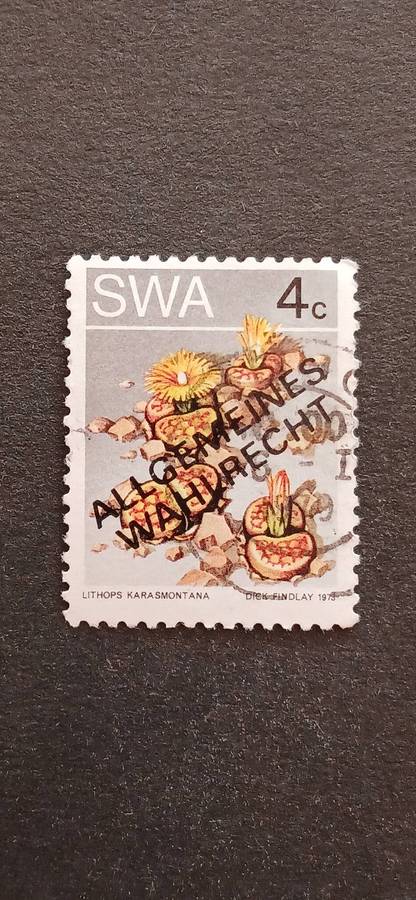 SWA 4c
ALLGEMEINES
WAHLRECHT
LITHOPS KARASMONTANA DICK FINDLAY 1973